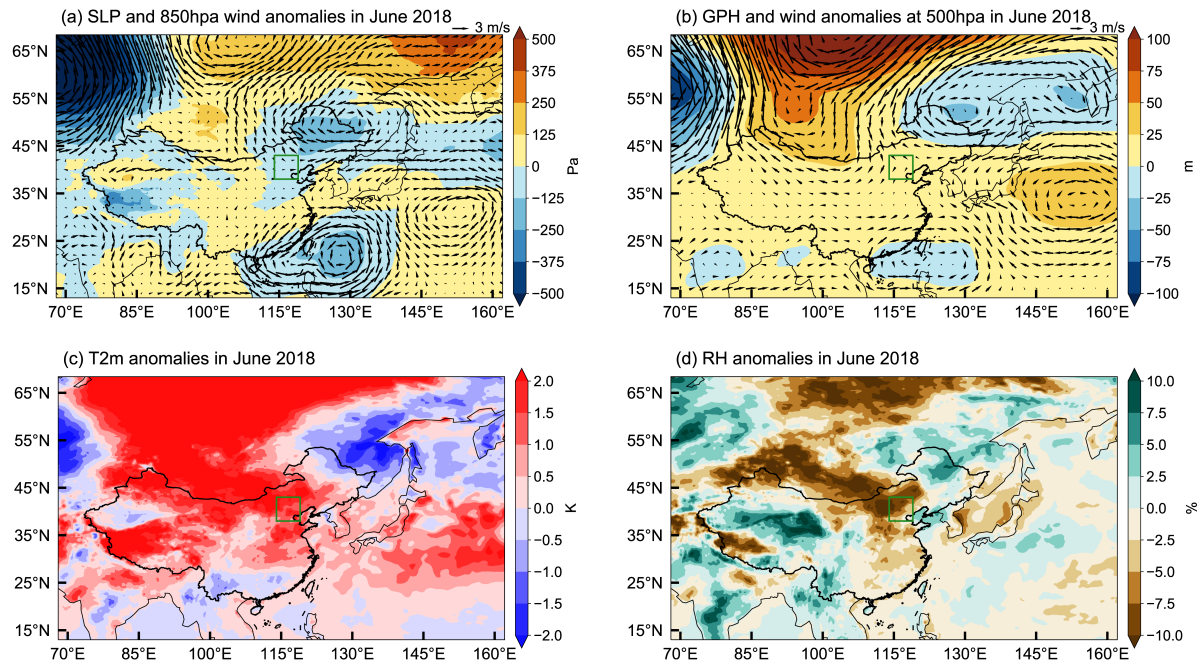 (a) SLP and 850hpa wind anomalies in June 2018
3 m/s
65°N
55°N
45°N
35°N
25°N
15°N
70°E 85°E 100°E 115°E 130°E 145°E 160°E
500
375
250
125
0
−125
−250
−375
−500
Pa
(b) GPH and wind anomalies at 500hpa in June 2018
3 m/s
65°N
55°N
45°N
35°N
25°N
15°N
70°E 85°E 100°E 115°E 130°E 145°E 160°E
100
75
50
25
0
−25
−50
−75
−100
m
(c) T2m anomalies in June 2018
65°N
55°N
45°N
35°N
25°N
15°N
70°E 85°E 100°E 115°E 130°E 145°E 160°E
2.0
1.5
1.0
0.5
0.0
−0.5
−1.0
−1.5
−2.0
K
(d) RH anomalies in June 2018
65°N
55°N
45°N
35°N
25°N
15°N
70°E 85°E 100°E 115°E 130°E 145°E 160°E
10.0
7.5
5.0
2.5
0.0
−2.5
−5.0
−7.5
−10.0
%